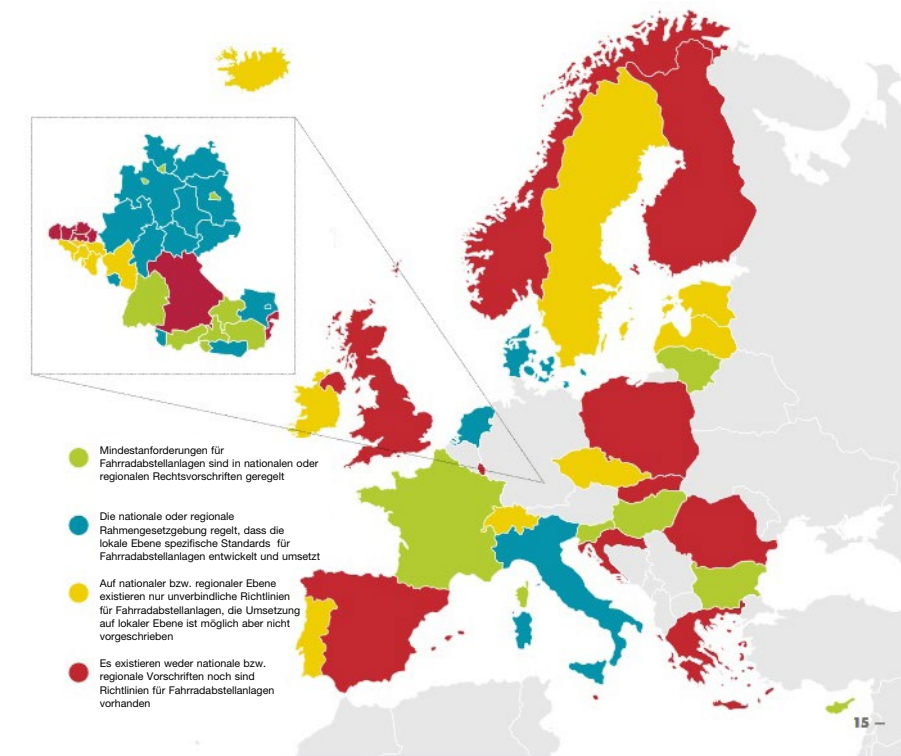 Mindestanforderungen für
Fahrradabstellanlagen sind in nationalen oder
regionalen Rechtsvorschriften geregelt
Die nationale oder regionale
Rahmengesetzgebung regelt, dass die
lokale Ebene spezifische Standards für
Fahrradabstellanlagen entwickelt und umsetzt
Auf nationaler bzw. regionaler Ebene
existieren nur unverbindliche Richtlinien
für Fahrradabstellanlagen, die Umsetzung
auf lokaler Ebene ist möglich aber nicht
vorgeschrieben
Es existieren weder nationale bzw.
regionale Vorschriften noch sind
Richtlinien für Fahrradabstellanlagen
vorhanden
15 –